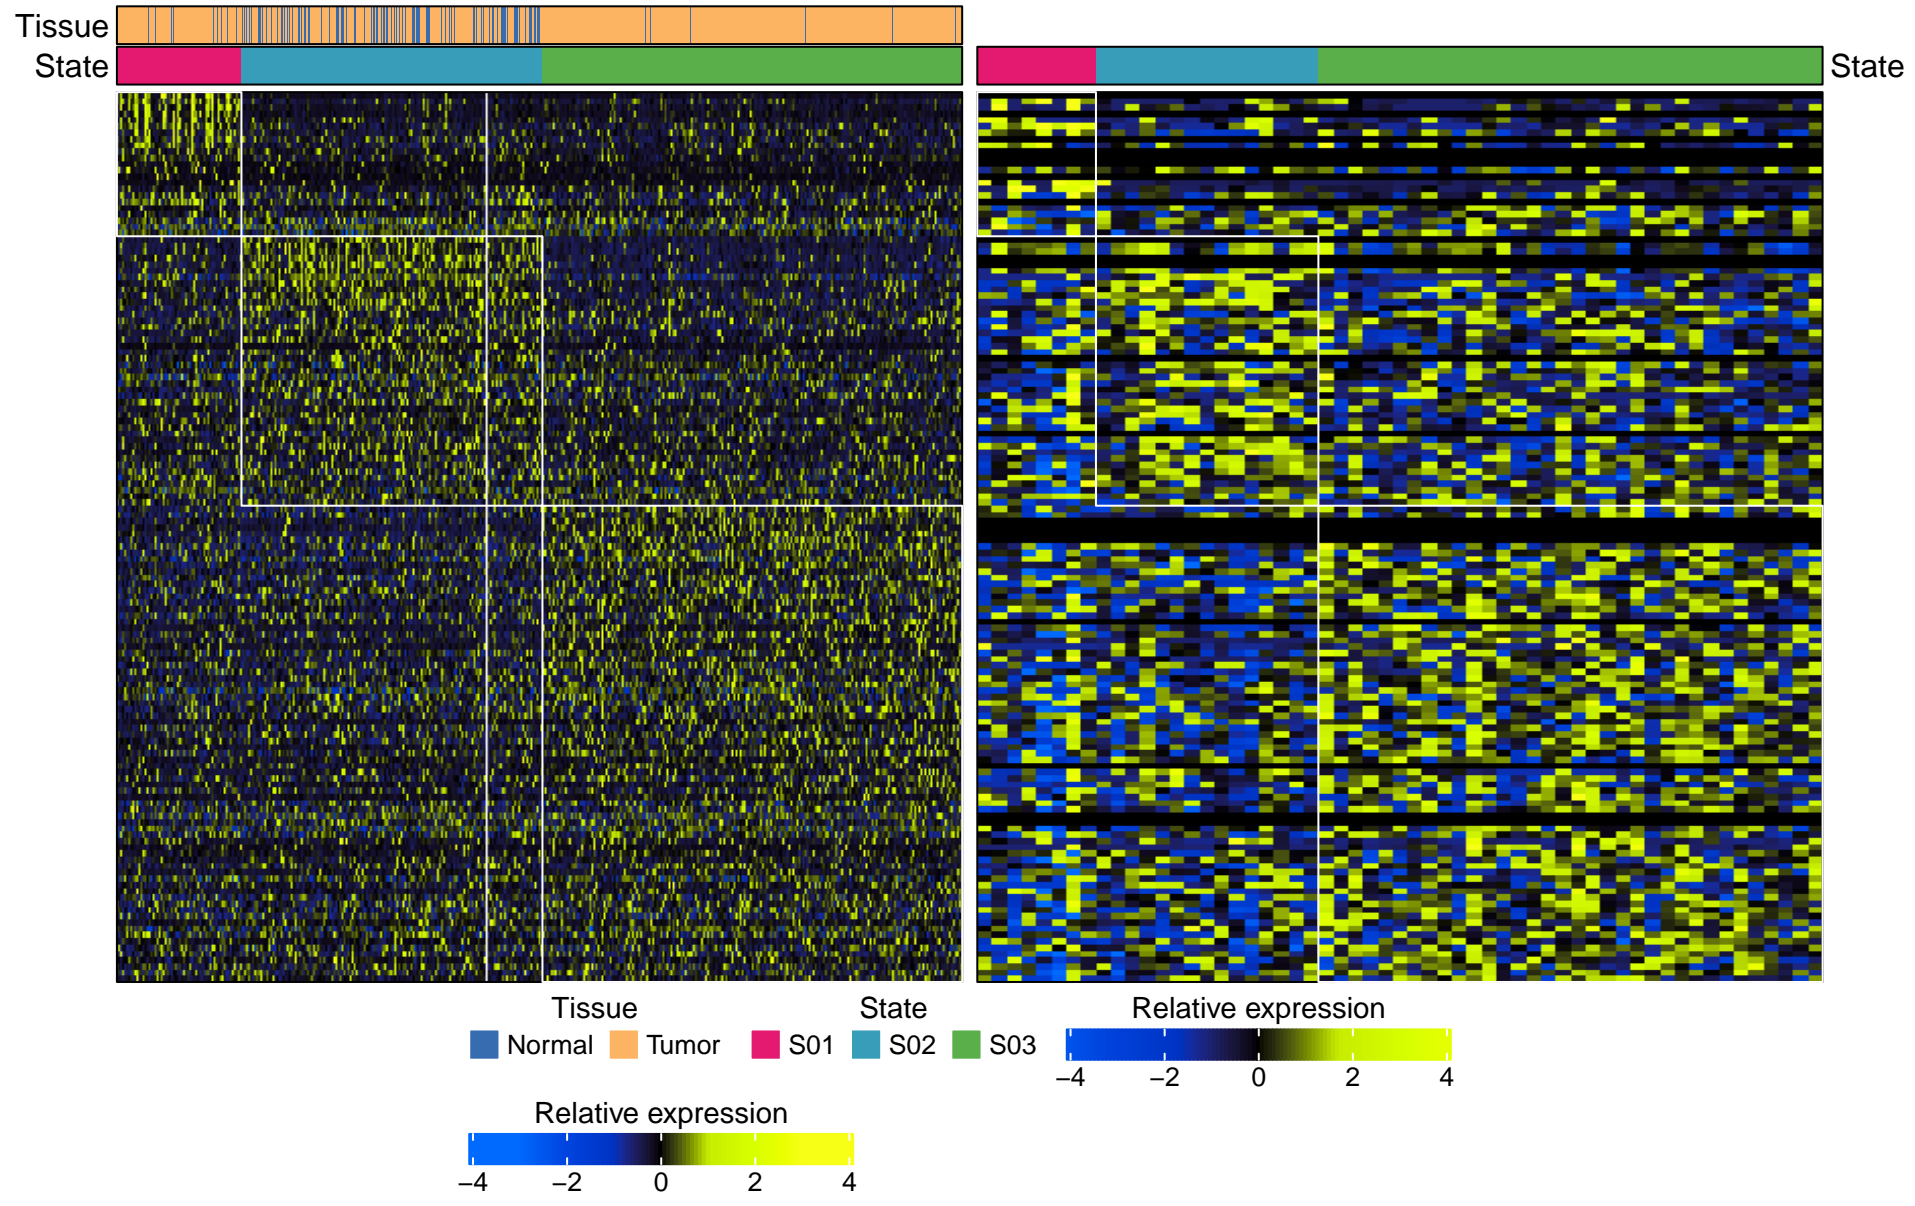 Tissue
State
State
Tissue
Normal Tumor
State
S01 S02 S03
Relative expression
−4 −2 0 2 4
Relative expression
−4 −2 0 2 4